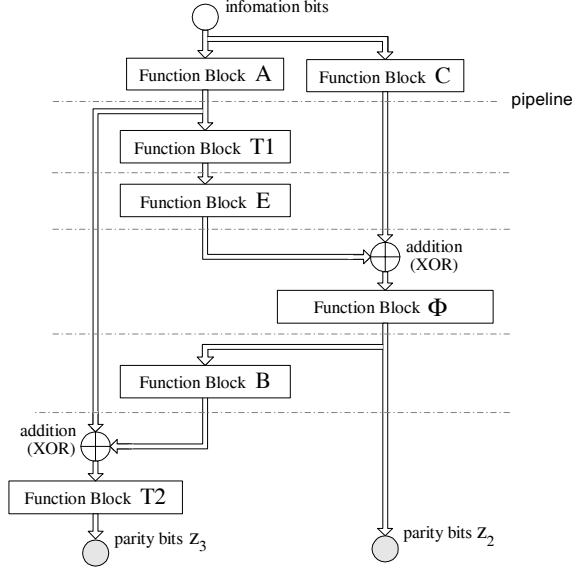 infomation bits
Function Block A
Function Block C
pipeline
Function Block T1
Function Block E
addition
(XOR)
Function Block Φ
Function Block B
addition
(XOR)
Function Block T2
parity bits Z3
parity bits Z2